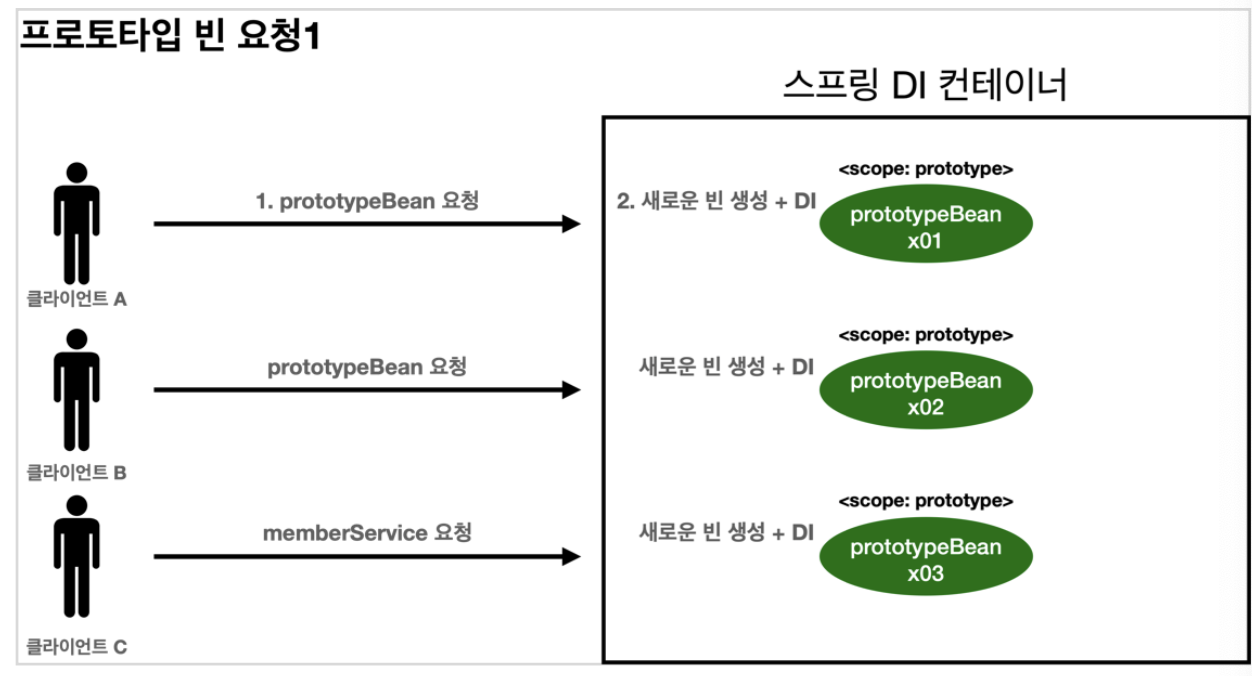 프로토타입 빈 요청1
스프링 DI 컨테이너
<scope: prototype>
1. prototypeBean 요청
2. 새로운 빈 생성 + DI
prototypeBean
x01
클라이언트 A
<scope: prototype>
prototypeBean 요청
새로운 빈 생성 + DI
prototypeBean
x02
클라이언트 B
<scope: prototype>
memberService 요청
새로운 빈 생성 + DI
prototypeBean
x03
클라이언트 C